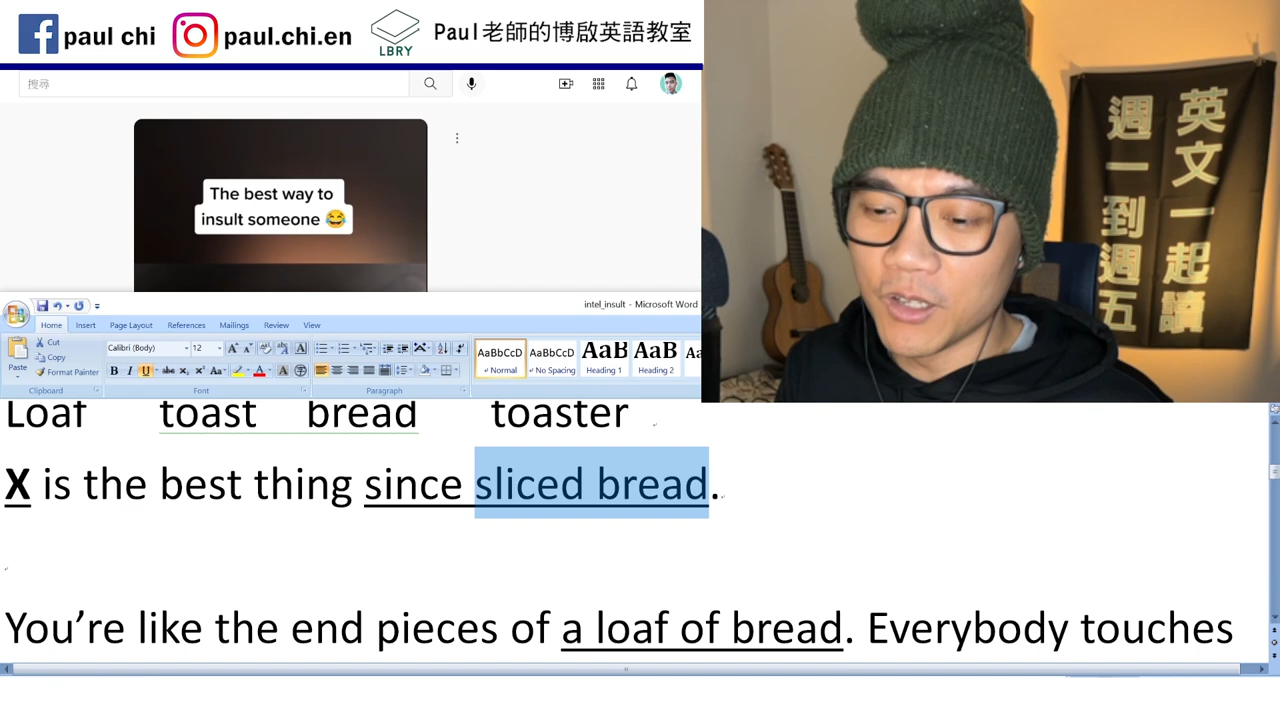 paul chi
paul.chi.en
LBRY
Paul老師的博啟英語教室
搜尋
The best way to
insult someone 😂
intel_insult - Microsoft Word
Home Insert Page Layout References Mailings Review View
Cut
Copy
Format Painter
Paste
Clipboard
Calibri (Body) 12
Font
Paragraph
AaBbCcD
Normal
AaBbCcD
No Spacing
AaBb
Heading 1
AaB
Heading 2
Loaf toast bread toaster
X is the best thing since sliced bread.
You’re like the end pieces of a loaf of bread. Everybody touches
英文一起讀
週一到週五